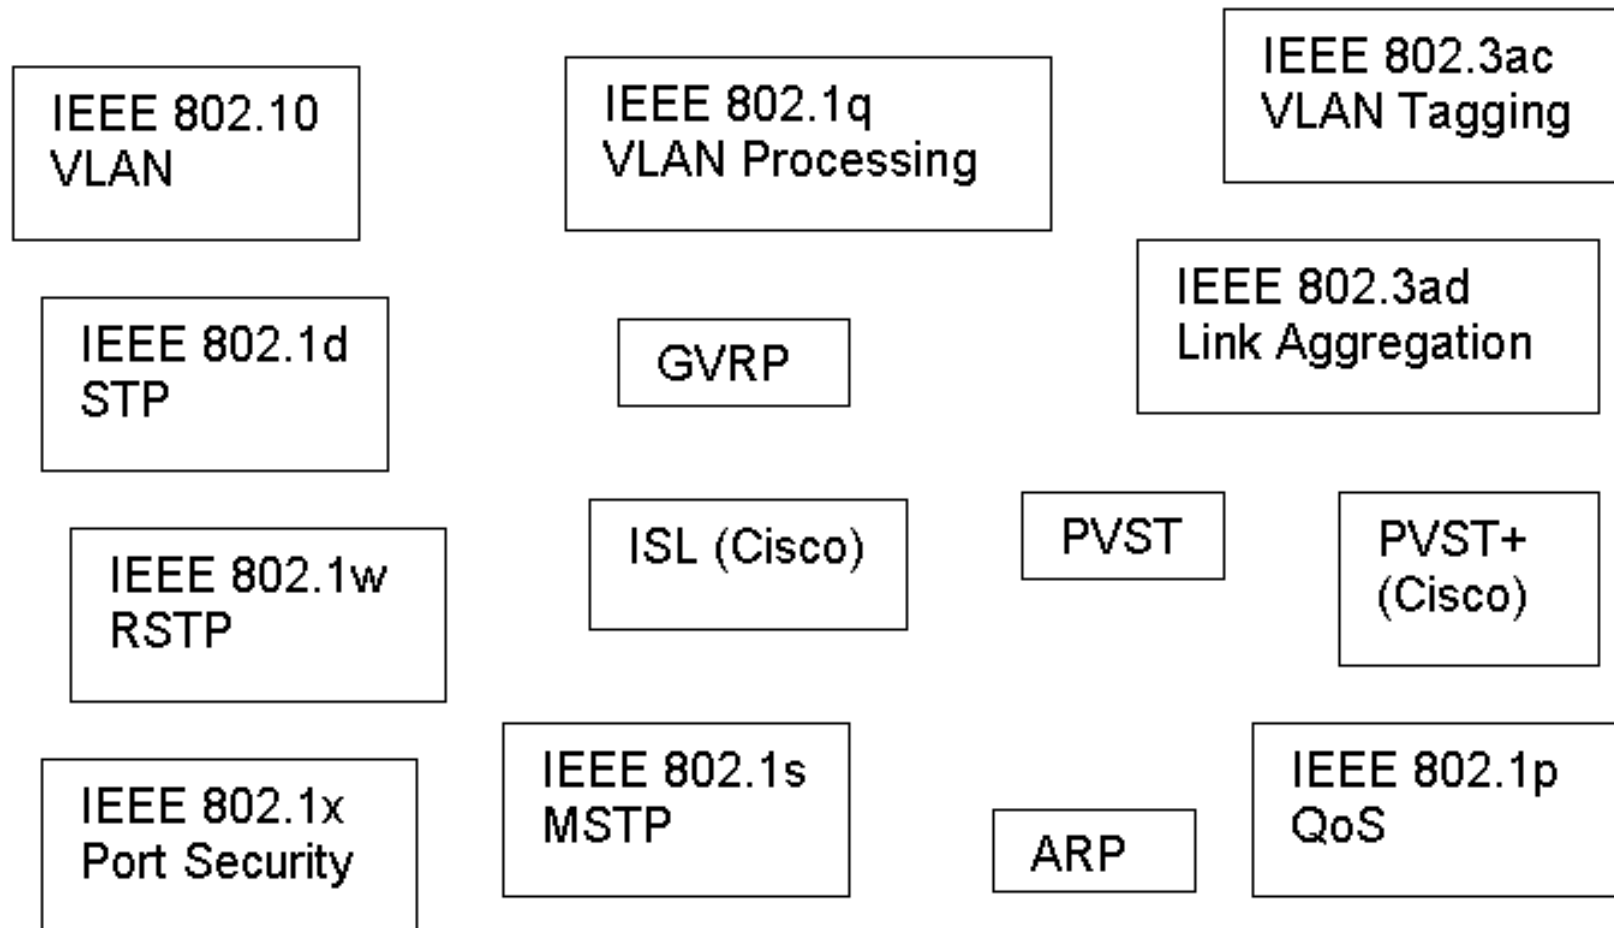 IEEE 802.10
VLAN
IEEE 802.1q
VLAN Processing
IEEE 802.3ac
VLAN Tagging
IEEE 802.1d
STP
GVRP
IEEE 802.3ad
Link Aggregation
IEEE 802.1w
RSTP
ISL (Cisco)
PVST
PVST+
(Cisco)
IEEE 802.1x
Port Security
IEEE 802.1s
MSTP
ARP
IEEE 802.1p
QoS